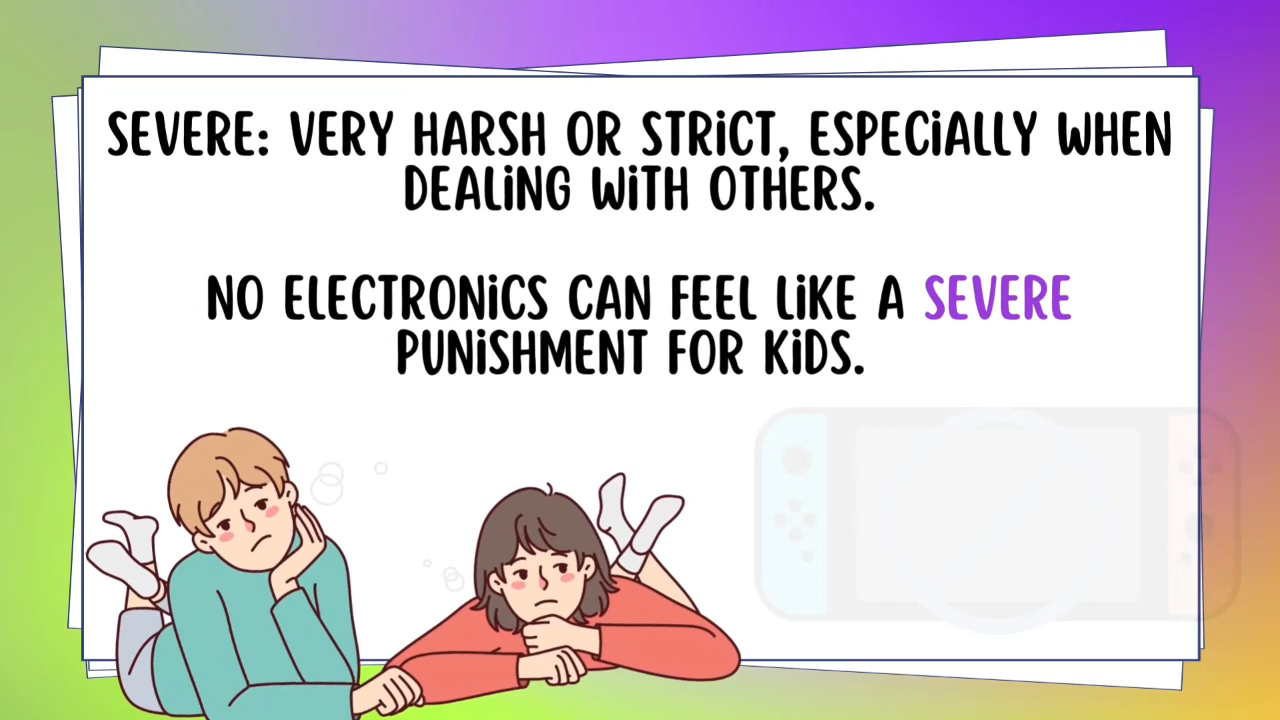 SEVERE: VERY HARSH OR STRICT, ESPECIALLY WHEN
DEALING WITH OTHERS.
NO ELECTRONICS CAN FEEL LIKE A SEVERE
PUNISHMENT FOR KIDS.